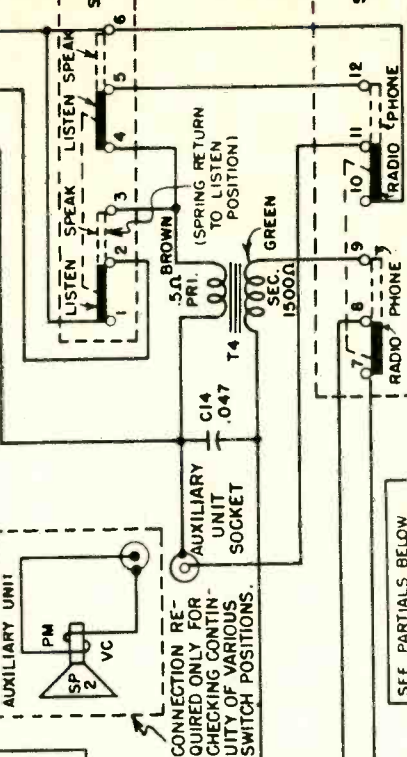 S
6
LISTEN SPEAK
5
4
LISTEN SPEAK
3
2
1
(SPRING RETURN
TO LISTEN
POSITION)
BROWN
.5Ω
PRI.
T4
GREEN
SEC.
1500Ω
C14
.047
12
11
10
RADIO PHONE
9
8
7
RADIO PHONE
AUXILIARY
UNIT
SOCKET
AUXILIARY UNIT
PM
SP
2
VC
CONNECTION RE-
QUIRED ONLY FOR
CHECKING CONTIN-
UITY OF VARIOUS
SWITCH POSITIONS.
SEE PARTIALS BELOW